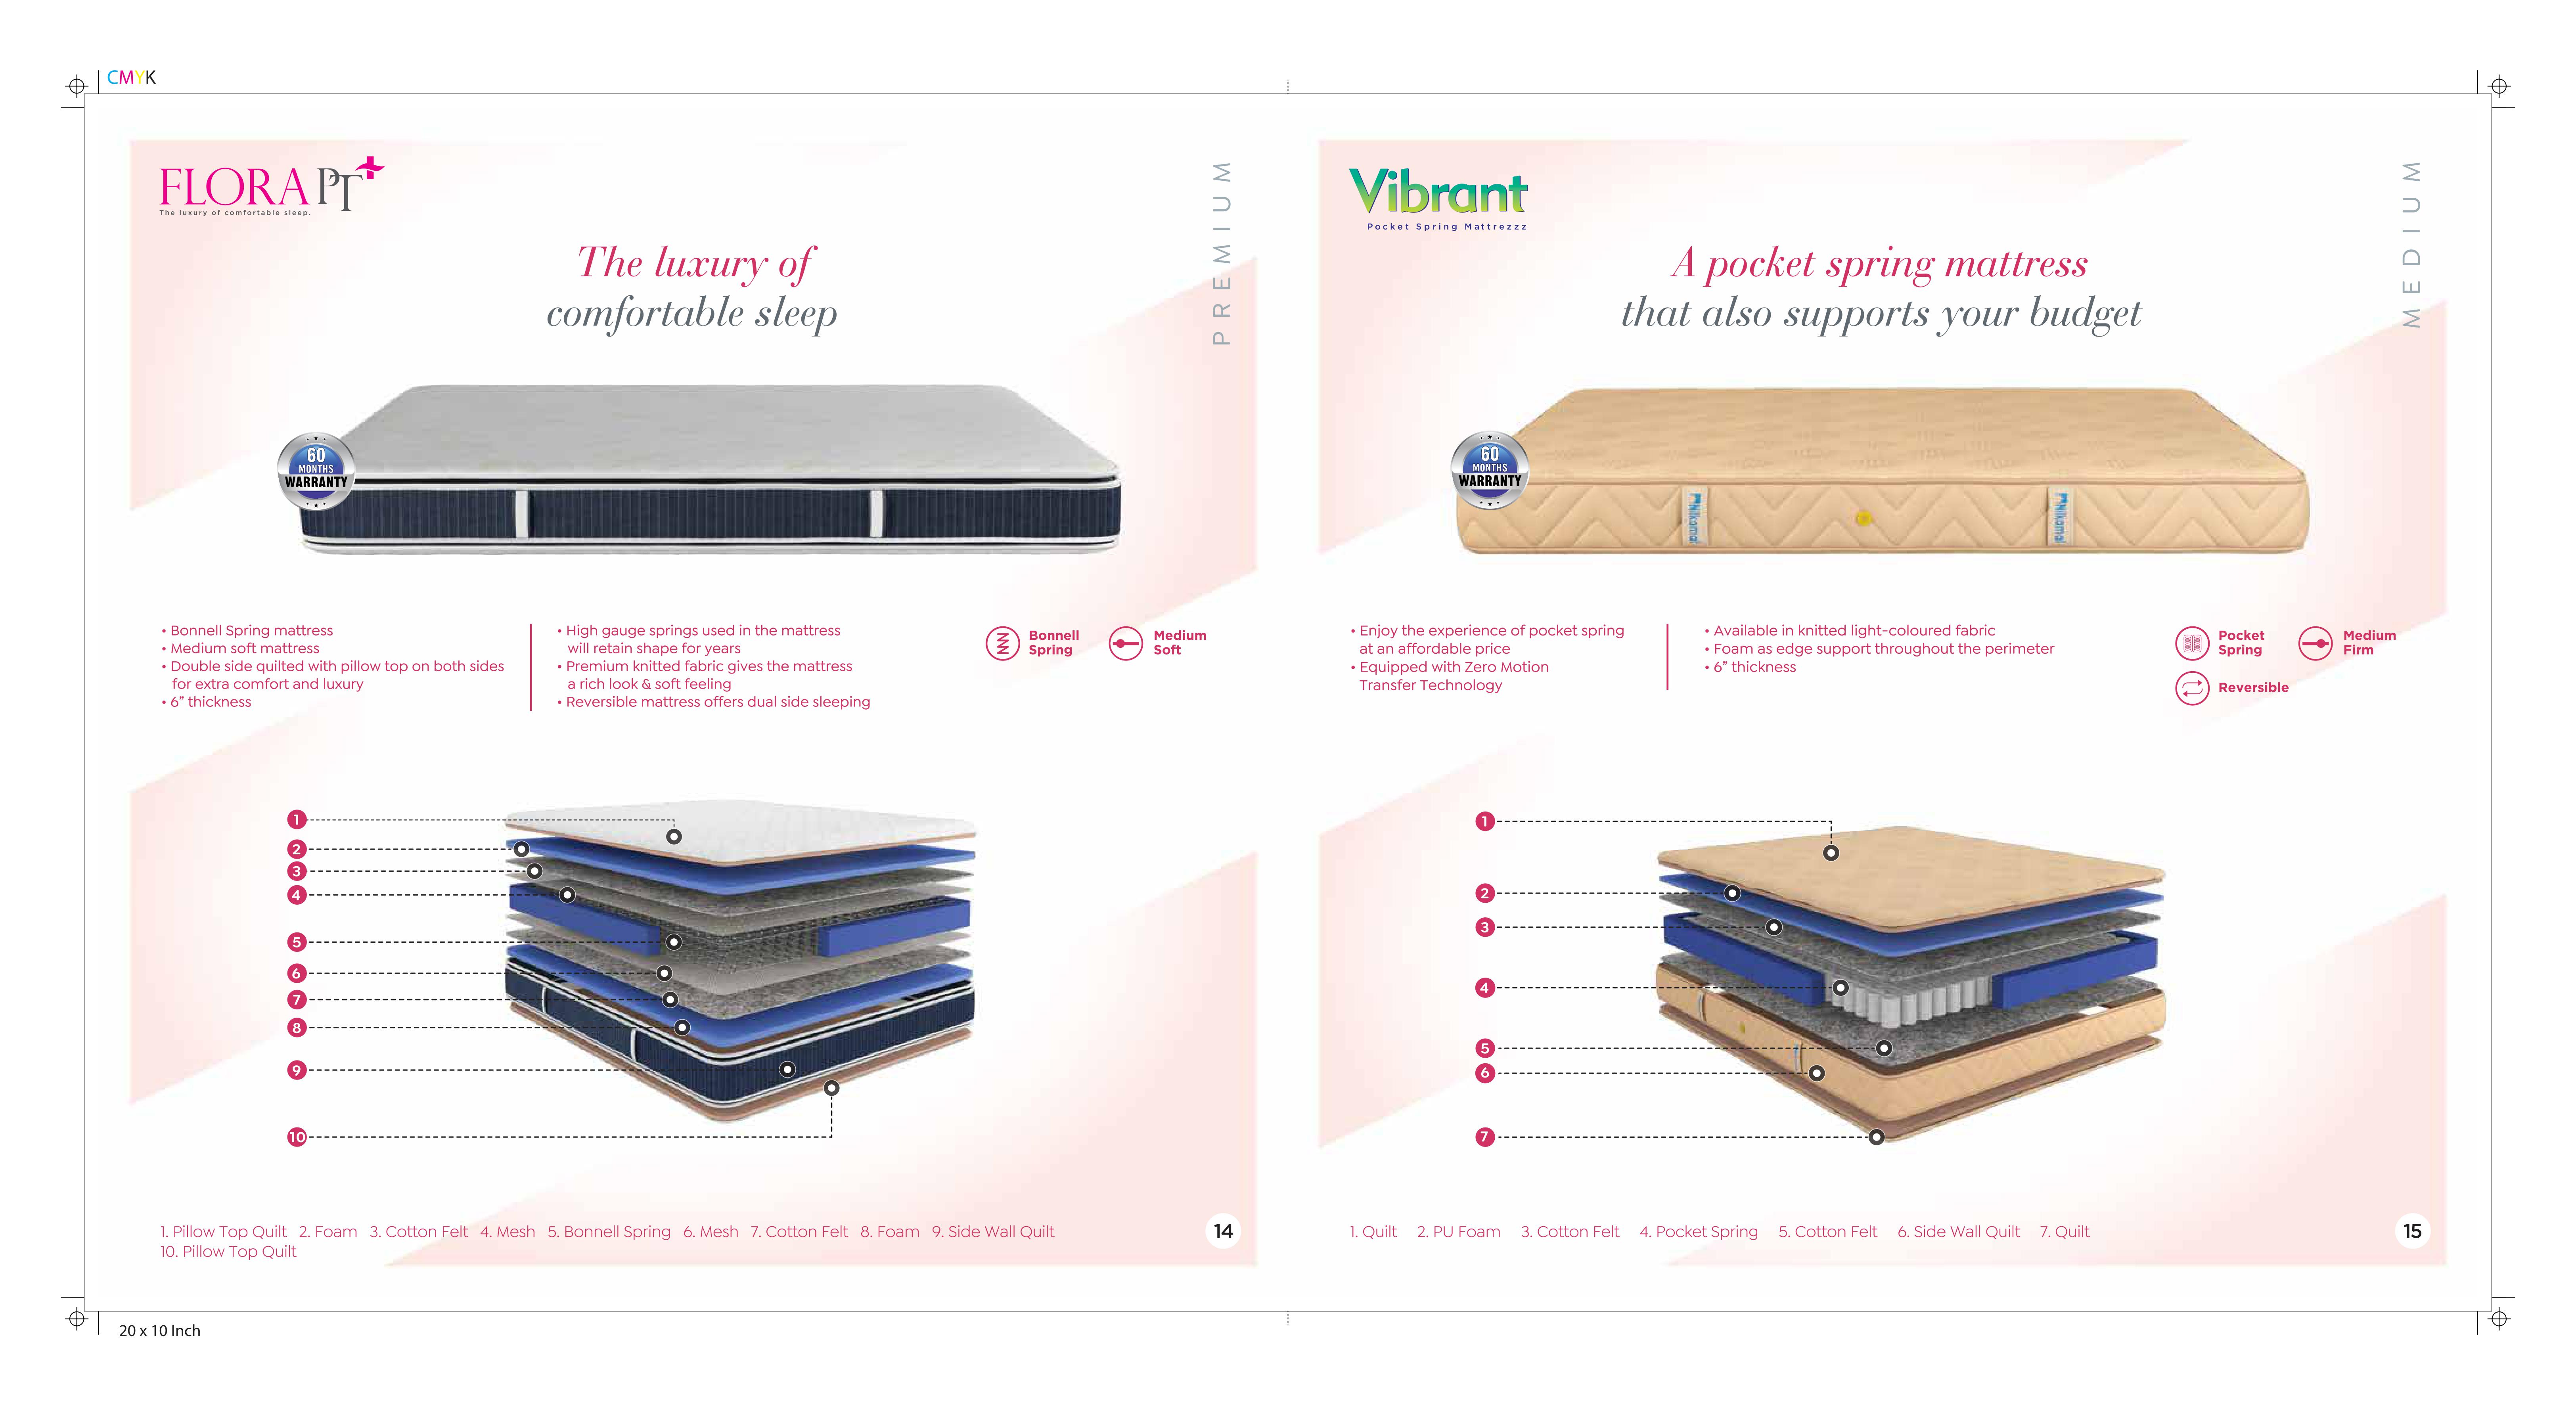 CMYK
FLORA PT+
The luxury of comfortable sleep.
PREMIUM
The luxury of
comfortable sleep
60
MONTHS
WARRANTY
• Bonnell Spring mattress
• Medium soft mattress
• Double side quilted with pillow top on both sides
for extra comfort and luxury
• 6” thickness
• High gauge springs used in the mattress
will retain shape for years
• Premium knitted fabric gives the mattress
a rich look & soft feeling
• Reversible mattress offers dual side sleeping
Bonnell
Spring
Medium
Soft
1
2
3
4
5
6
7
8
9
10
1. Pillow Top Quilt 2. Foam 3. Cotton Felt 4. Mesh 5. Bonnell Spring 6. Mesh 7. Cotton Felt 8. Foam 9. Side Wall Quilt
10. Pillow Top Quilt
14
Vibrant
Pocket Spring Mattrezzz
MEDIUM
A pocket spring mattress
that also supports your budget
60
MONTHS
WARRANTY
Nilkamal
Nilkamal
• Enjoy the experience of pocket spring
at an affordable price
• Equipped with Zero Motion
Transfer Technology
• Available in knitted light-coloured fabric
• Foam as edge support throughout the perimeter
• 6” thickness
Pocket
Spring
Medium
Firm
Reversible
1
2
3
4
5
6
7
1. Quilt 2. PU Foam 3. Cotton Felt 4. Pocket Spring 5. Cotton Felt 6. Side Wall Quilt 7. Quilt
15
20 x 10 Inch